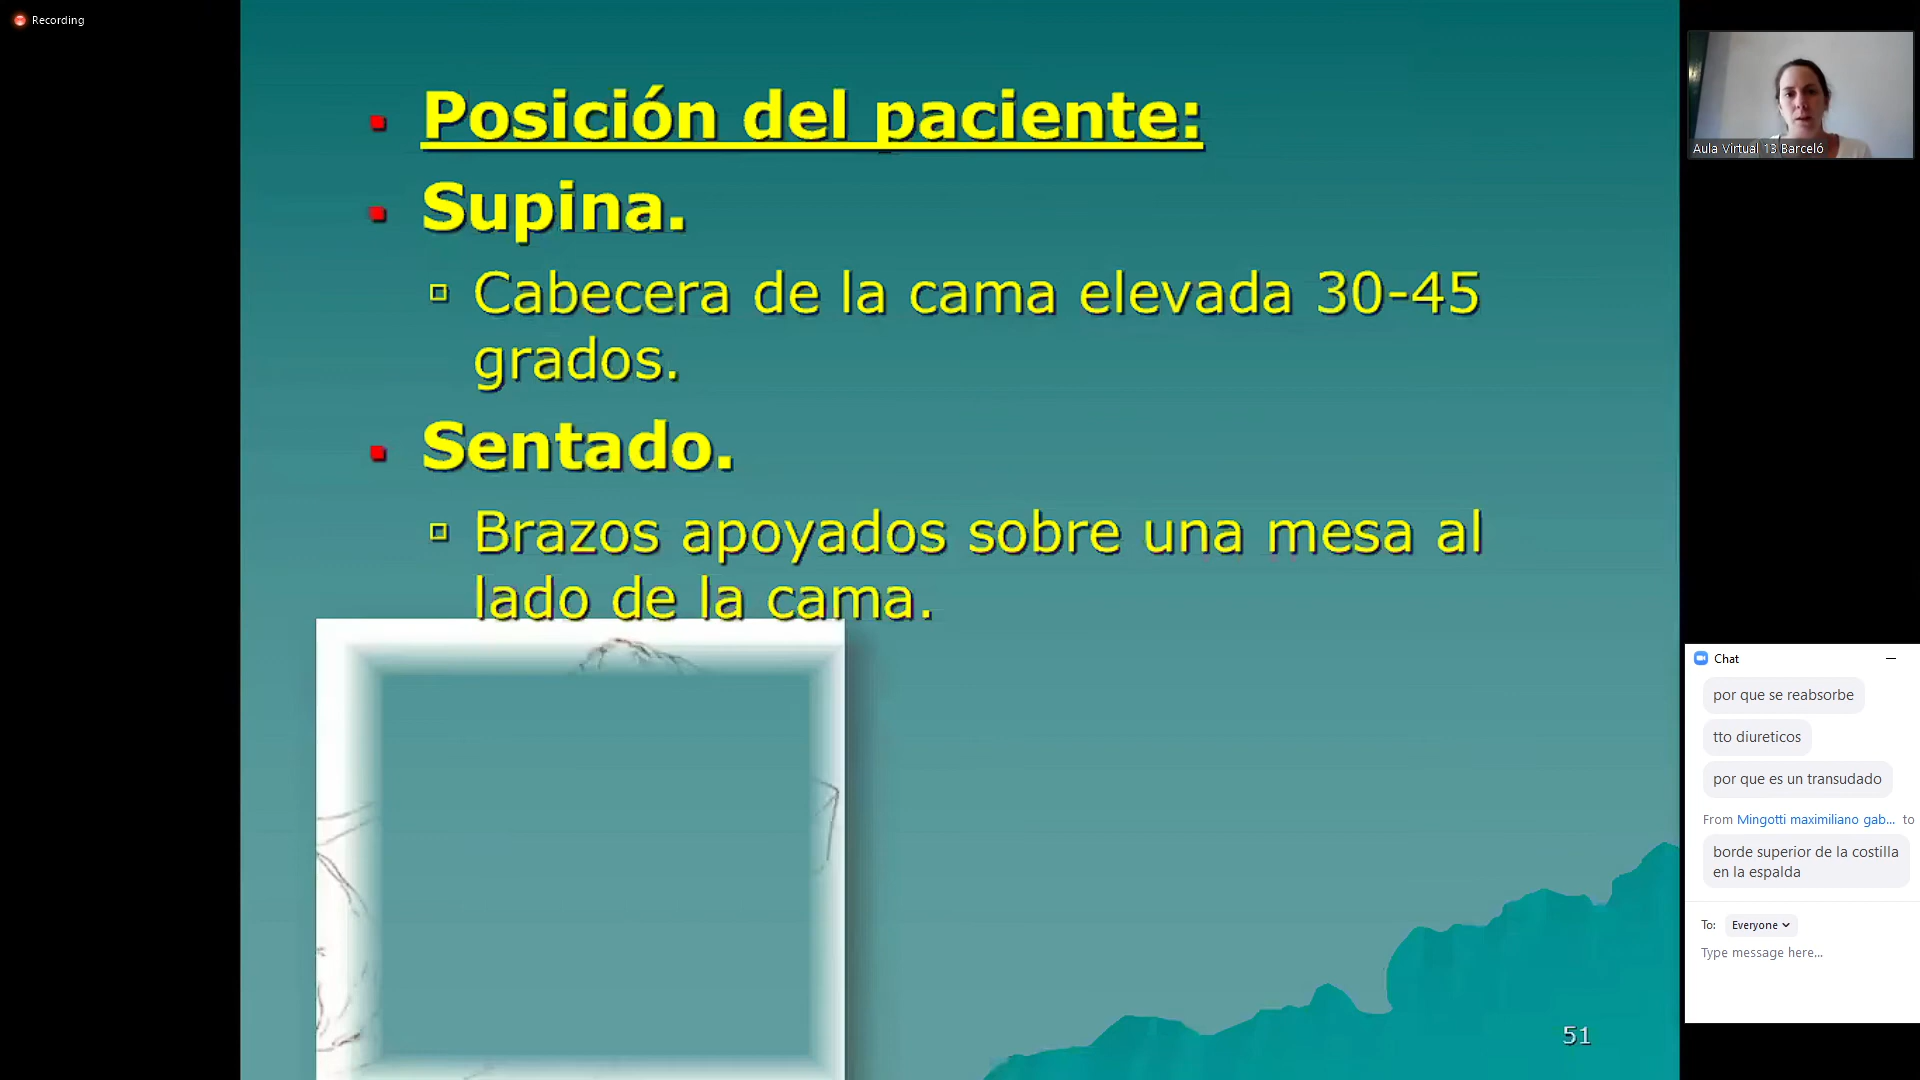 Recording
Posición del paciente:
Supina.
Cabecera de la cama elevada 30-45
grados.
Sentado.
Brazos apoyados sobre una mesa al
lado de la cama.
51
Aula Virtual 13 Barceló
Chat
por que se reabsorbe
tto diureticos
por que es un transudado
From Mingotti maximiliano gab... to
borde superior de la costilla
en la espalda
To: Everyone
Type message here...